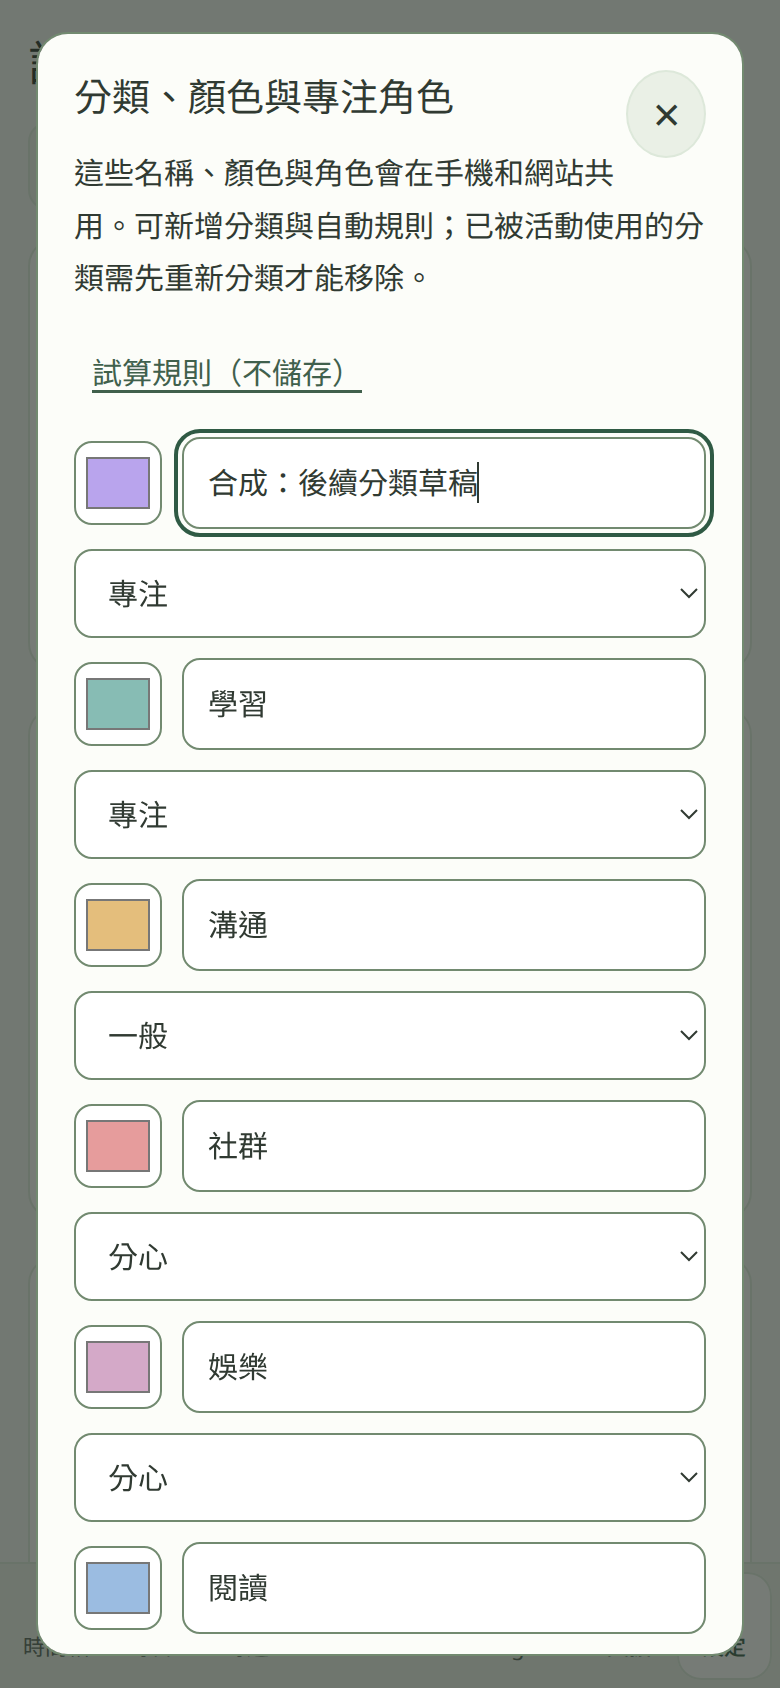 分類、顏色與專注角色
✕
這些名稱、顏色與角色會在手機和網站共
用。可新增分類與自動規則；已被活動使用的分
類需先重新分類才能移除。
試算規則（不儲存）
合成：後續分類草稿
專注
學習
專注
溝通
一般
社群
分心
娛樂
分心
閱讀